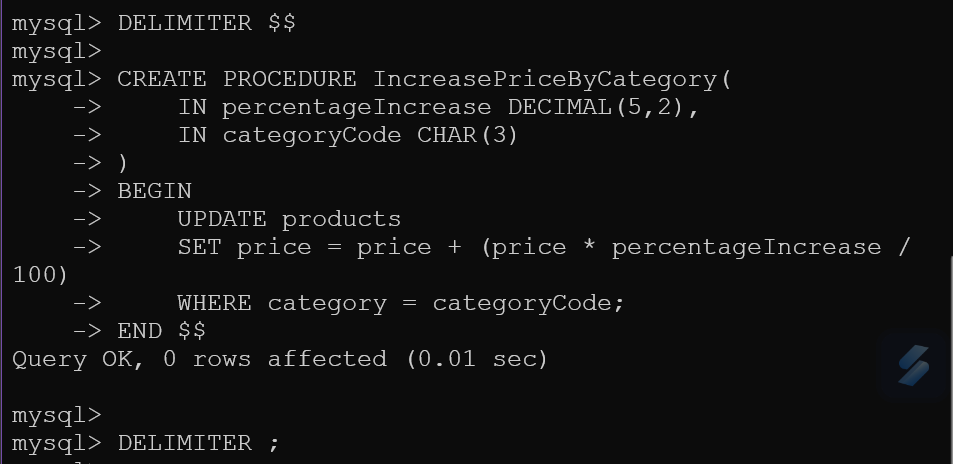 mysql> DELIMITER $$
mysql>
mysql> CREATE PROCEDURE IncreasePriceByCategory(
    ->     IN percentageIncrease DECIMAL(5,2),
    ->     IN categoryCode CHAR(3)
    -> )
    -> BEGIN
    ->     UPDATE products
    ->     SET price = price + (price * percentageIncrease /
100)
    ->     WHERE category = categoryCode;
    -> END $$
Query OK, 0 rows affected (0.01 sec)
mysql>
mysql> DELIMITER ;